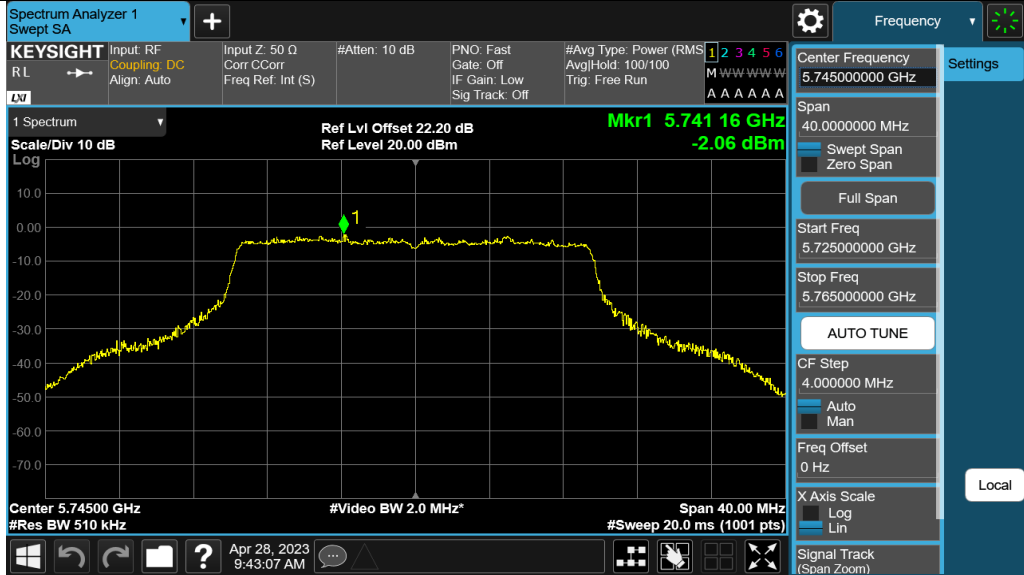 Spectrum Analyzer 1
Swept SA
+
Frequency
KEYSIGHT
R L
LXI
Input: RF
Coupling: DC
Align: Auto
Input Z: 50 Ω
Corr CCorr
Freq Ref: Int (S)
#Atten: 10 dB
PNO: Fast
Gate: Off
IF Gain: Low
Sig Track: Off
#Avg Type: Power (RMS
Avg|Hold: 100/100
Trig: Free Run
1 2 3 4 5 6
M W W W W W
A A A A A A
1 Spectrum
Scale/Div 10 dB
Log
Ref Lvl Offset 22.20 dB
Ref Level 20.00 dBm
Mkr1 5.741 16 GHz
-2.06 dBm
10.0
0.00
-10.0
-20.0
-30.0
-40.0
-50.0
-60.0
-70.0
1
Center 5.74500 GHz
#Res BW 510 kHz
#Video BW 2.0 MHz*
Span 40.00 MHz
#Sweep 20.0 ms (1001 pts)
?
Apr 28, 2023
9:43:07 AM
Center Frequency
5.745000000 GHz
Span
40.0000000 MHz
Swept Span
Zero Span
Full Span
Start Freq
5.725000000 GHz
Stop Freq
5.765000000 GHz
AUTO TUNE
CF Step
4.000000 MHz
Auto
Man
Freq Offset
0 Hz
X Axis Scale
Log
Lin
Signal Track
(Span Zoom)
Settings
Local